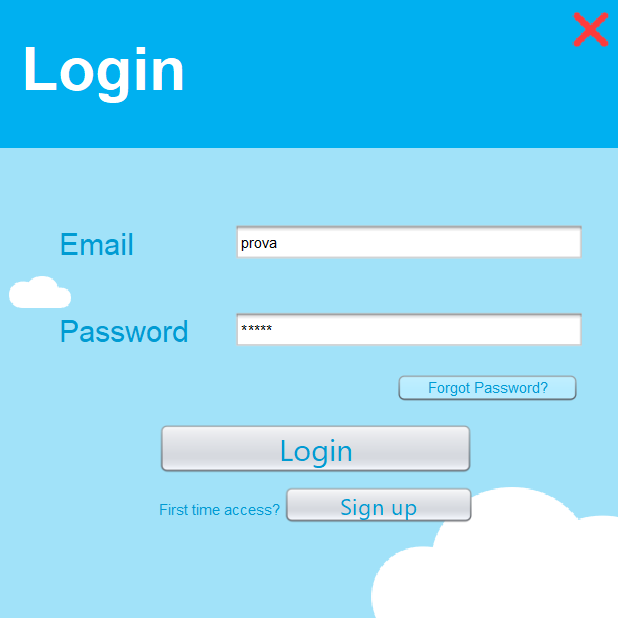 Login
Email
prova
Password
*****
Forgot Password?
Login
First time access? Sign up